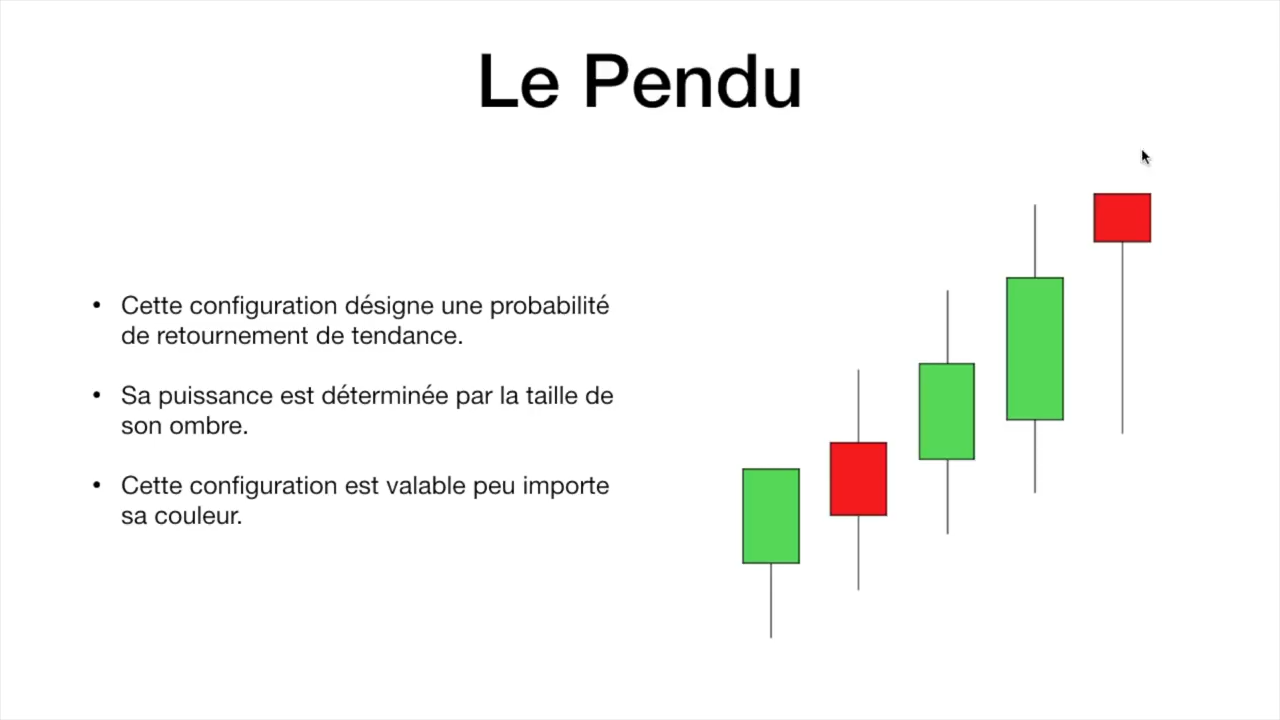 Le Pendu
• Cette configuration désigne une probabilité
de retournement de tendance.
• Sa puissance est déterminée par la taille de
son ombre.
• Cette configuration est valable peu importe
sa couleur.